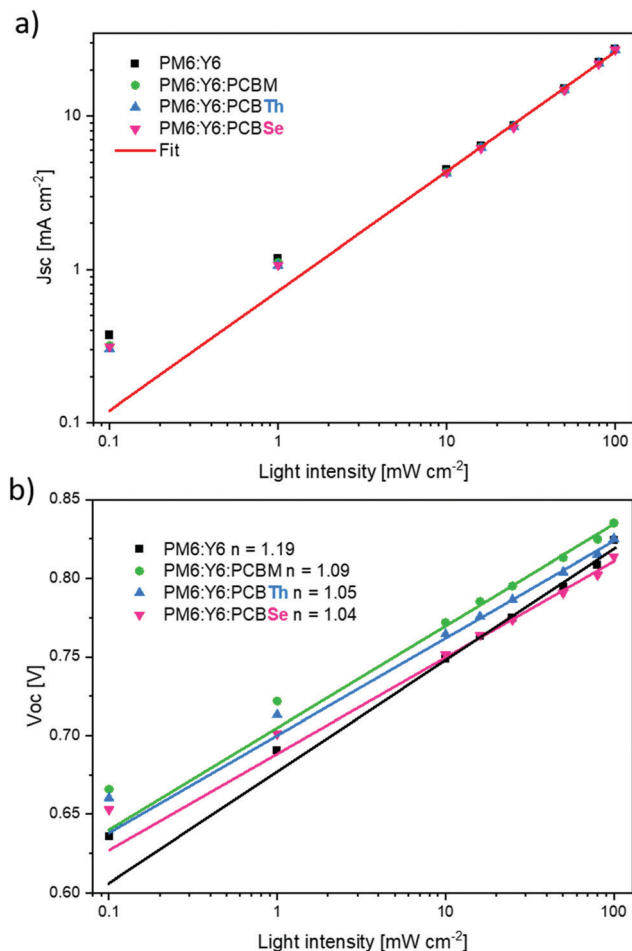 a)
PM6:Y6
PM6:Y6:PCBM
PM6:Y6:PCBTh
PM6:Y6:PCBSe
Fit
10
1
0.1
Jsc [mA cm⁻²]
0.1 1 10 100
Light intensity [mW cm⁻²]
b)
0.85
0.80
0.75
0.70
0.65
0.60
Voc [V]
PM6:Y6 n = 1.19
PM6:Y6:PCBM n = 1.09
PM6:Y6:PCBTh n = 1.05
PM6:Y6:PCBSe n = 1.04
0.1 1 10 100
Light intensity [mW cm⁻²]